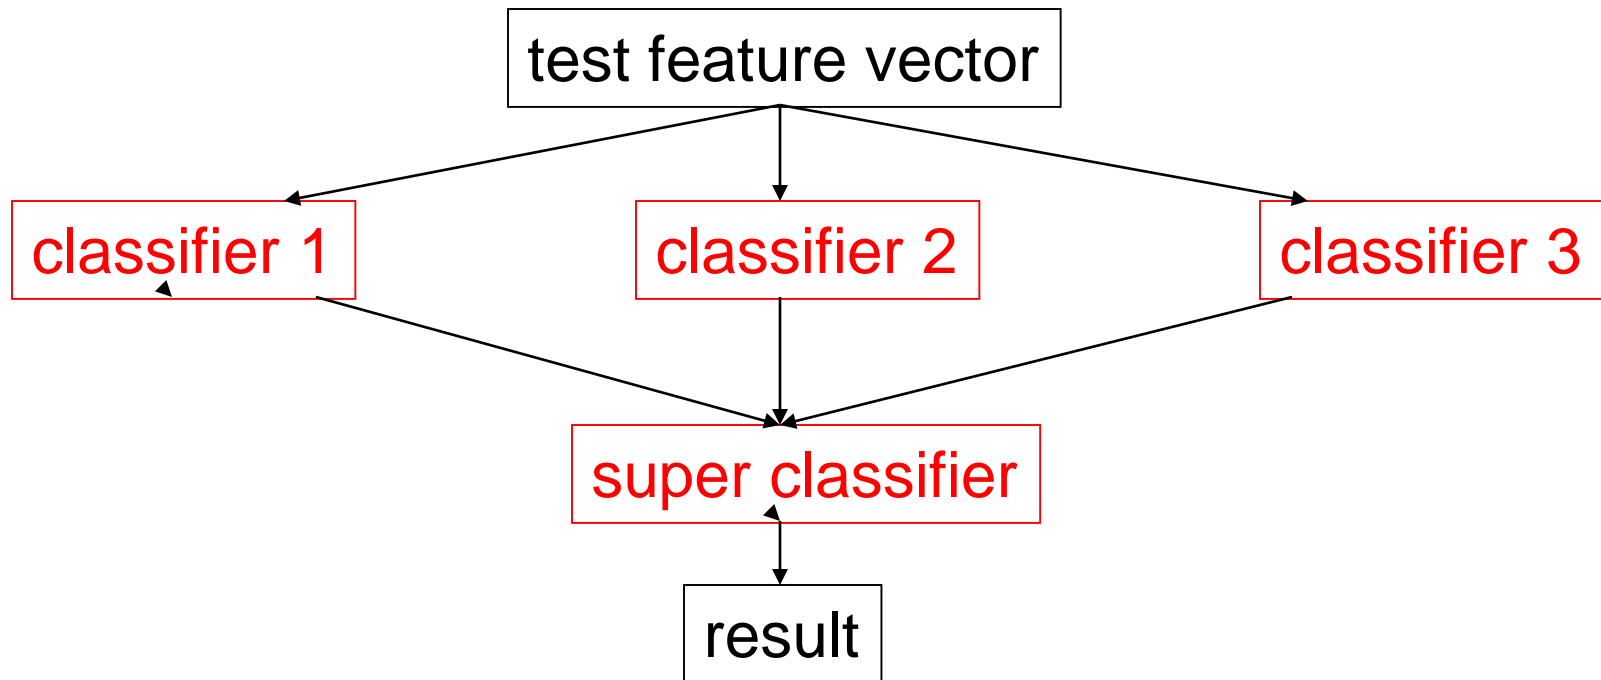 test feature vector
classifier 1
classifier 2
classifier 3
super classifier
result